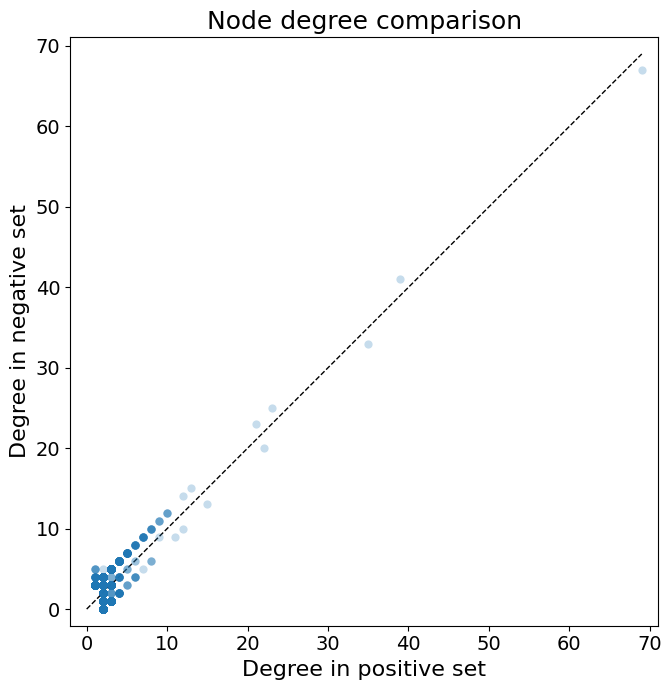 Node degree comparison
Degree in negative set
70
60
50
40
30
20
10
0
0 10 20 30 40 50 60 70
Degree in positive set